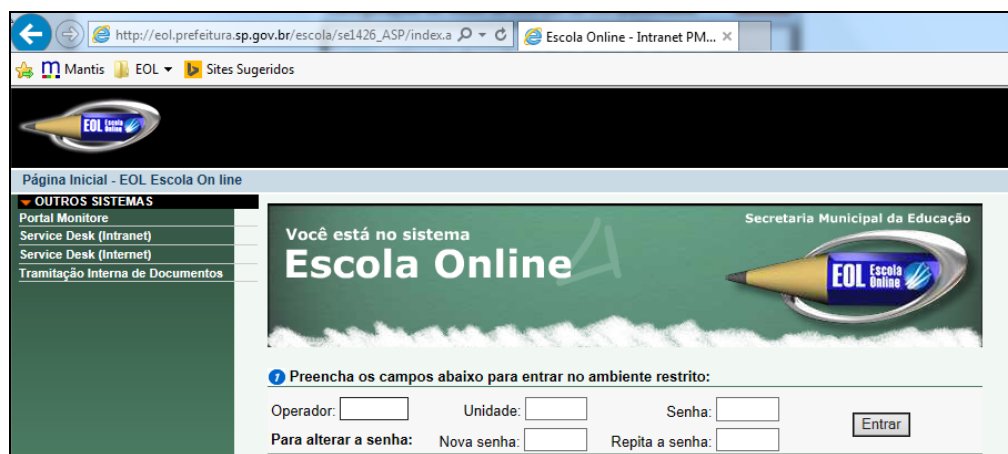 http://eol.prefeitura.sp.gov.br/escola/se1426_ASP/index.a
Escola Online - Intranet PM...
Mantis EOL Sites Sugeridos
EOL Escola Online
Página Inicial - EOL Escola On line
OUTROS SISTEMAS
Portal Monitore
Service Desk (Intranet)
Service Desk (Internet)
Tramitação Interna de Documentos
Secretaria Municipal da Educação
Você está no sistema
Escola Online
EOL Escola Online
1 Preencha os campos abaixo para entrar no ambiente restrito:
Operador: Unidade: Senha: Entrar
Para alterar a senha: Nova senha: Repita a senha: